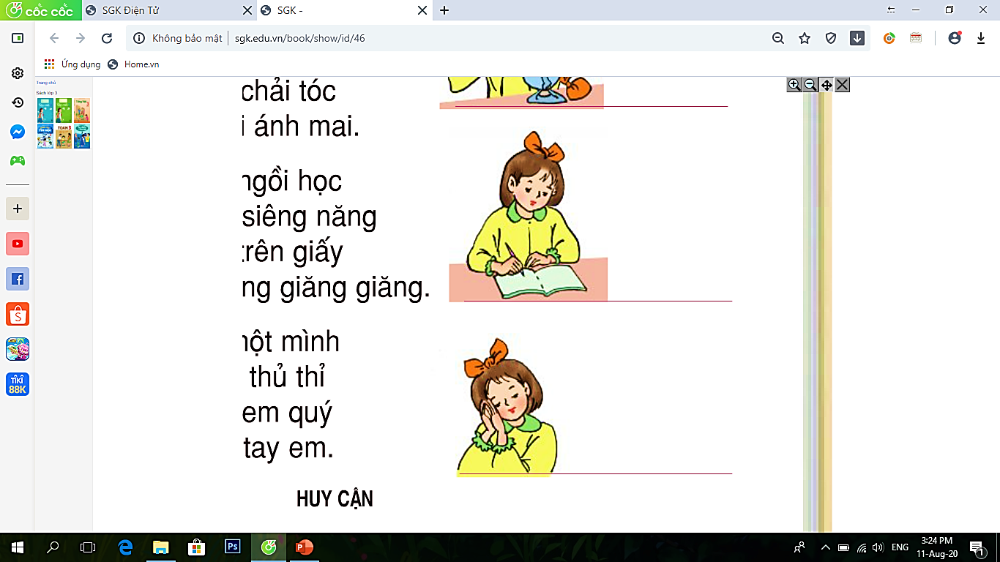 cốc cốc
SGK Điện Tử
SGK -
Không bảo mật
sgk.edu.vn/book/show/id/46
Ứng dụng
Home.vn
Trang chủ
Sách lớp 3
TOAN 3
chải tóc
i ánh mai.
ngồi học
siêng năng
trên giấy
ng giăng giăng.
một mình
thủ thỉ
em quý
tay em.
HUY CẬN
TIKI
88K
Ps
ENG
3:24 PM
11-Aug-20
1